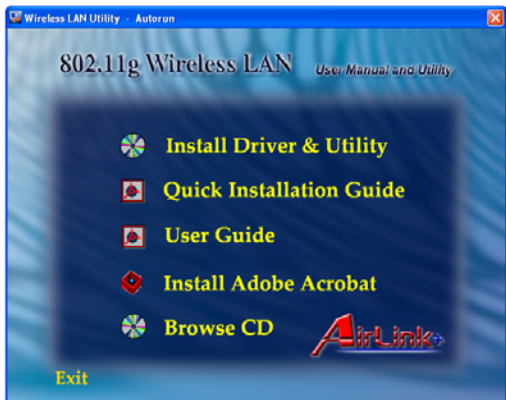 Wireless LAN Utility - Autorun
802.11g Wireless LAN User Manual and Utility
Install Driver & Utility
Quick Installation Guide
User Guide
Install Adobe Acrobat
Browse CD
AirLink+
Exit